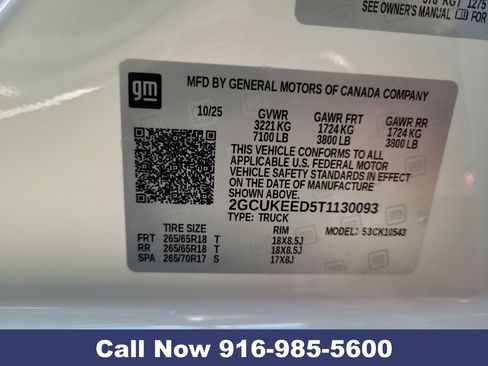 978 KG 1275
SEE OWNER'S MANUAL FOR
gm
MFD BY GENERAL MOTORS OF CANADA COMPANY
10/25 GVWR GAWR FRT GAWR RR
3221 KG 1724 KG 1724 KG
7100 LB 3800 LB 3800 LB
THIS VEHICLE CONFORMS TO ALL
APPLICABLE U.S. FEDERAL MOTOR
VEHICLE SAFETY STANDARDS IN
EFFECT ON THE DATE OF
MANUFACTURE SHOWN ABOVE.
2GCUKEED5T1130093
TYPE: TRUCK
TIRE SIZE RIM MODEL: 53CK10543
FRT 265/65R18 T 18X8.5J
RR 265/65R18 T 18X8.5J
SPA 265/70R17 S 17X8J
Call Now 916-985-5600